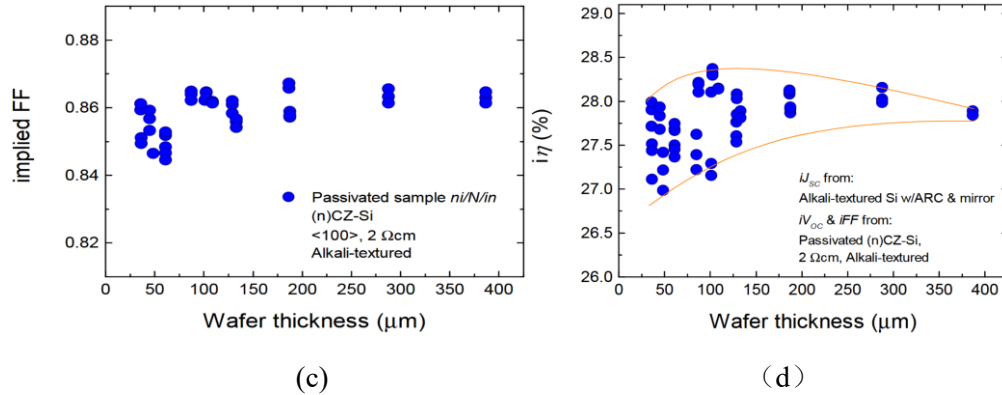 0.88
0.86
0.84
0.82
implied FF
Passivated sample ni/N/in
(n)CZ-Si
<100>, 2 Ωcm
Alkali-textured
0 50 100 150 200 250 300 350 400
Wafer thickness (μm)
(c)
29.0
28.5
28.0
27.5
27.0
26.5
26.0
iη (%)
iJSC from:
Alkali-textured Si w/ARC & mirror
iVOC & iFF from:
Passivated (n)CZ-Si,
2 Ωcm, Alkali-textured
0 50 100 150 200 250 300 350 400
Wafer thickness (μm)
（d）